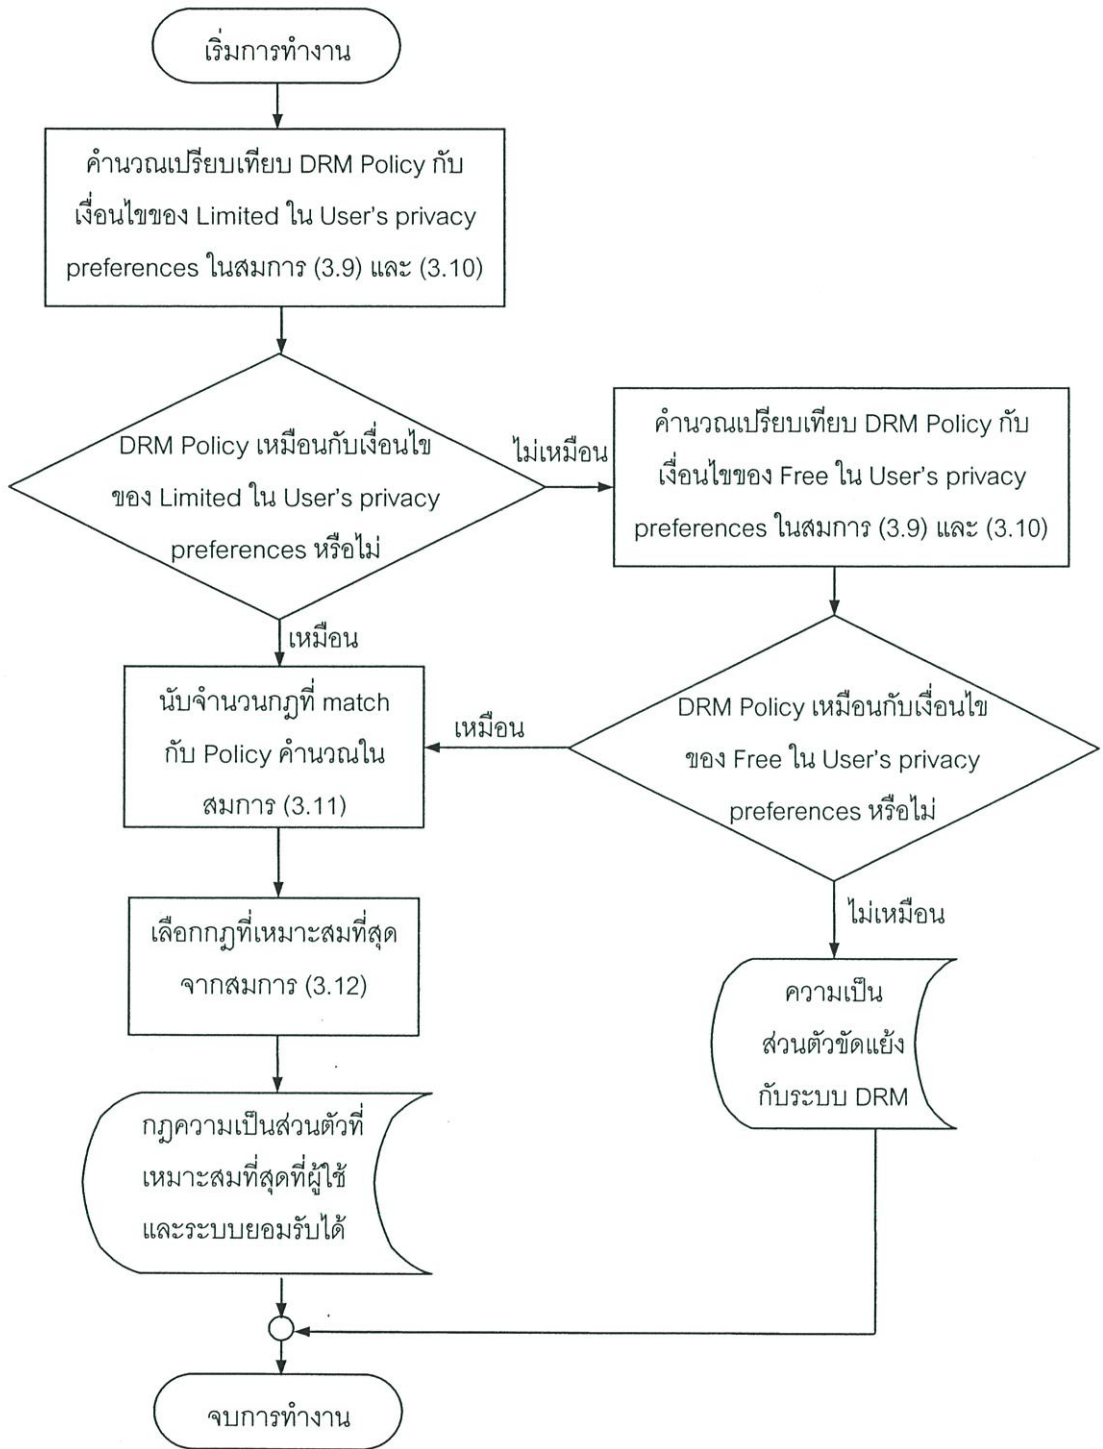 เริ่มการทำงาน
คำนวณเปรียบเทียบ DRM Policy กับ
เงื่อนไขของ Limited ใน User's privacy
preferences ในสมการ (3.9) และ (3.10)
DRM Policy เหมือนกับเงื่อนไข
ของ Limited ใน User's privacy
preferences หรือไม่
ไม่เหมือน
คำนวณเปรียบเทียบ DRM Policy กับ
เงื่อนไขของ Free ใน User's privacy
preferences ในสมการ (3.9) และ (3.10)
เหมือน
นับจำนวนกฎที่ match
กับ Policy คำนวณใน
สมการ (3.11)
เหมือน
DRM Policy เหมือนกับเงื่อนไข
ของ Free ใน User's privacy
preferences หรือไม่
ไม่เหมือน
เลือกกฎที่เหมาะสมที่สุด
จากสมการ (3.12)
ความเป็น
ส่วนตัวขัดแย้ง
กับระบบ DRM
กฎความเป็นส่วนตัวที่
เหมาะสมที่สุดที่ผู้ใช้
และระบบยอมรับได้
จบการทำงาน